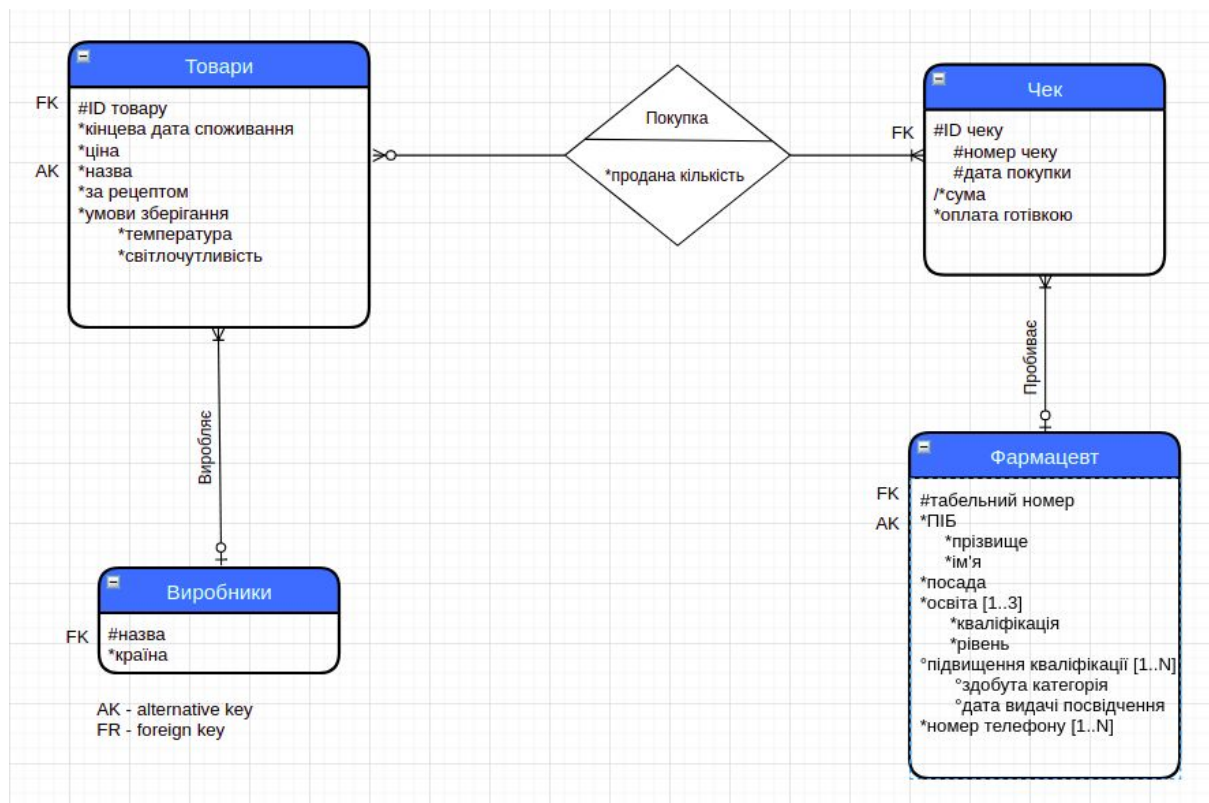 Товари
FK
#ID товару
*кінцева дата споживання
*ціна
AK
*назва
*за рецептом
*умови зберігання
*температура
*світлочутливість
Покупка
*продана кількість
Чек
FK
#ID чеку
#номер чеку
#дата покупки
/*сума
*оплата готівкою
Виробляє
Пробиває
Виробники
FK
#назва
*країна
AK - alternative key
FR - foreign key
Фармацевт
FK
#табельний номер
AK
*ПІБ
*прізвище
*ім'я
*посада
*освіта [1..3]
*кваліфікація
*рівень
°підвищення кваліфікації [1..N]
°здобута категорія
°дата видачі посвідчення
*номер телефону [1..N]